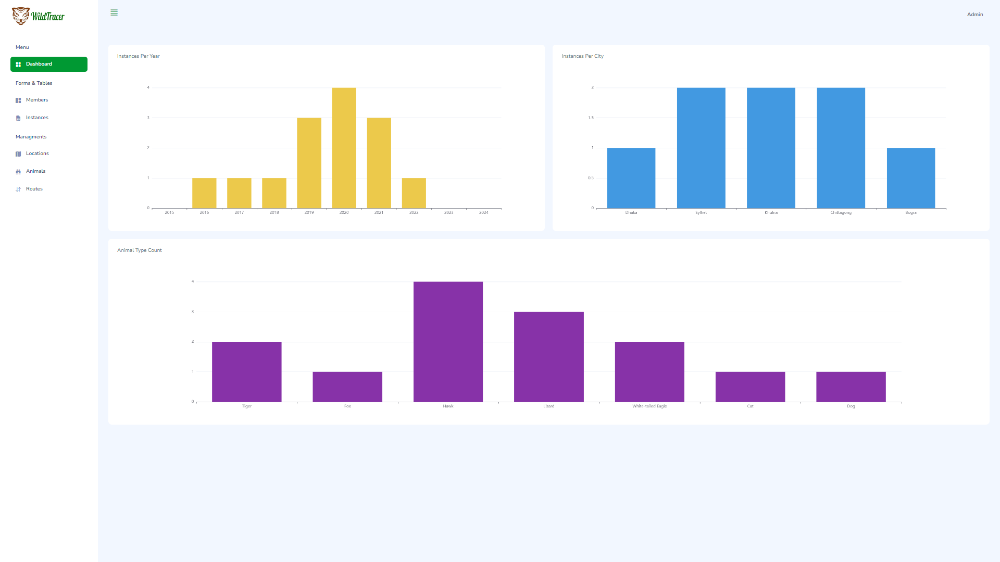 WildTracer
Admin
Menu
Dashboard
Forms & Tables
Members
Instances
Managments
Locations
Animals
Routes
Instances Per Year
4
3
2
1
0
2015 2016 2017 2018 2019 2020 2021 2022 2023 2024
Instances Per City
2
1.5
1
0.5
0
Dhaka Sylhet Khulna Chittagong Bogra
Animal Type Count
4
3
2
1
0
Tiger Fox Hawk Lizard White-tailed Eagle Cat Dog